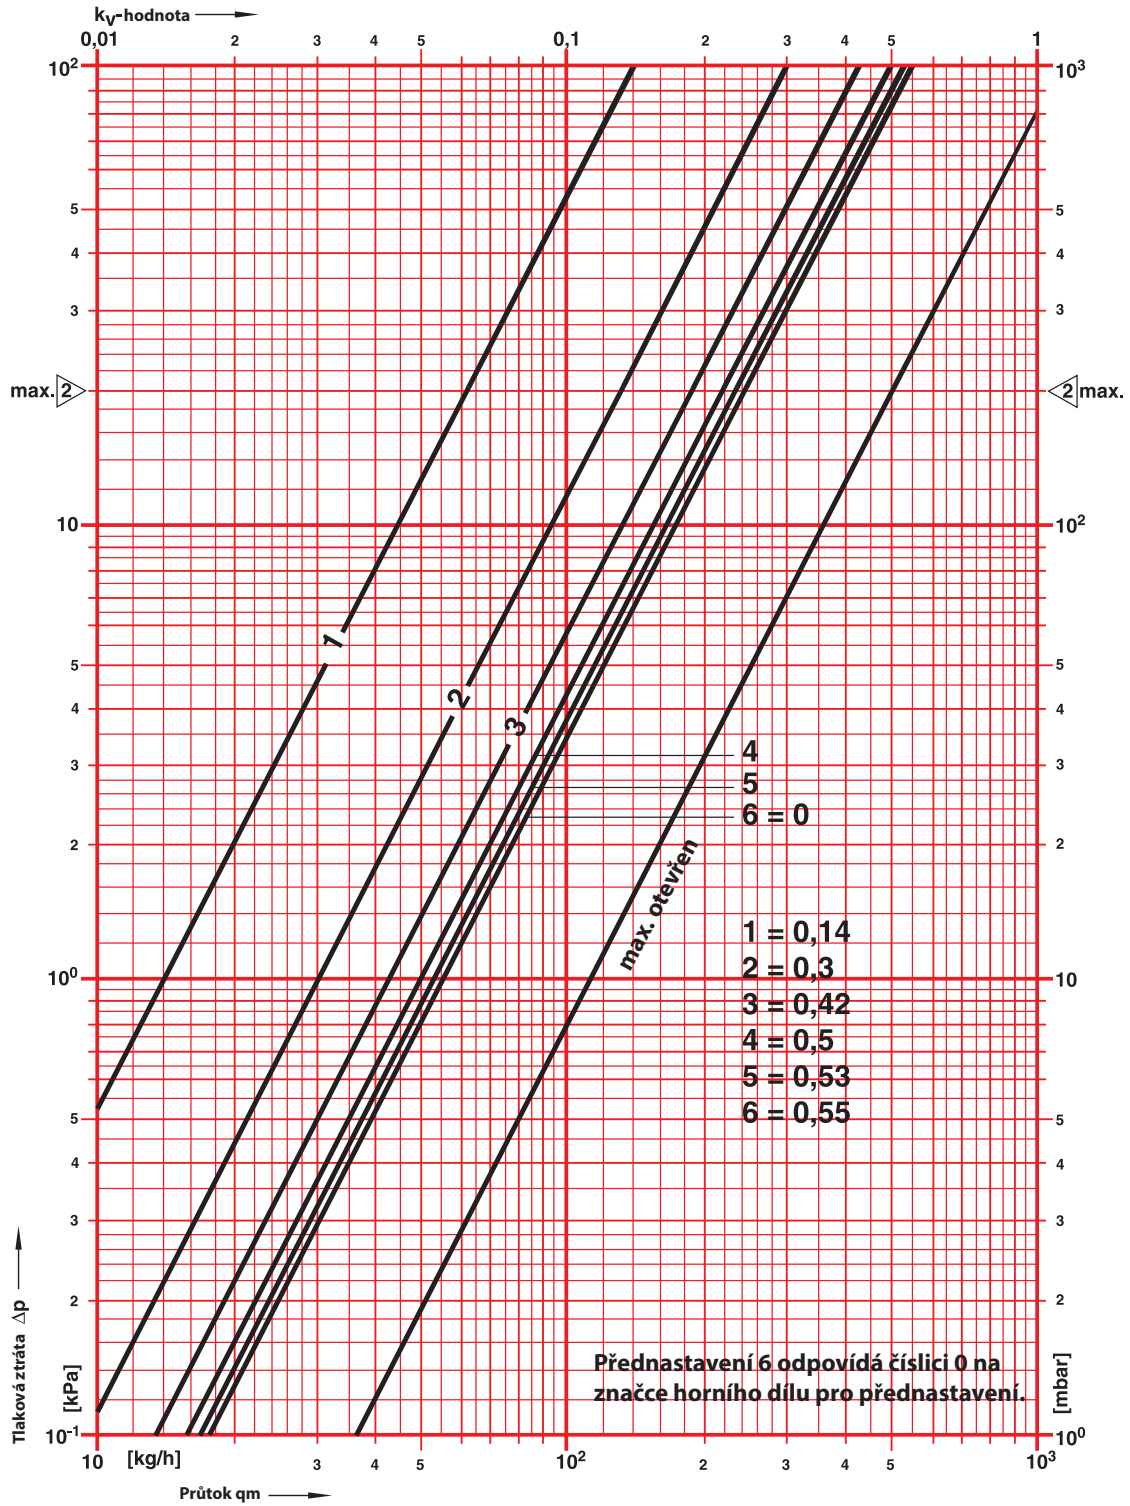 kV-hodnota
0,01 2 3 4 5 0,1 2 3 4 5 1
10² 10³
5 5
4 4
3 3
max. 2 2 max.
10 10²
1
5 5
2
4 4
3
4
3 3
5
6 = 0
2 2
max. otevřen
1 = 0,14
2 = 0,3
10⁰ 10
3 = 0,42
4 = 0,5
5 = 0,53
6 = 0,55
5 5
4 4
3 3
2 2
Tlaková ztráta Δp
[kPa]
Přednastavení 6 odpovídá číslici 0 na
značce horního dílu pro přednastavení.
[mbar]
10⁻¹ 10⁰
10 [kg/h] 3 4 5 10² 2 3 4 5 10³
Průtok qm